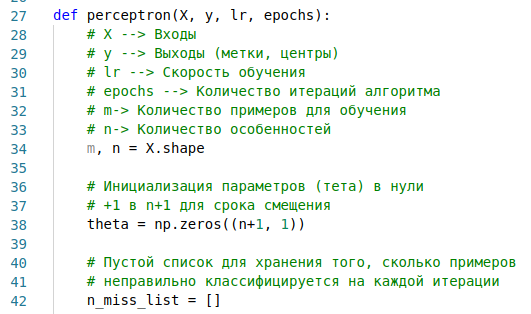 27 def perceptron(X, y, lr, epochs):
28 # X --> Входы
29 # y --> Выходы (метки, центры)
30 # lr --> Скорость обучения
31 # epochs --> Количество итераций алгоритма
32 # m-> Количество примеров для обучения
33 # n-> Количество особенностей
34 m, n = X.shape
35
36 # Инициализация параметров (тета) в нули
37 # +1 в n+1 для срока смещения
38 theta = np.zeros((n+1, 1))
39
40 # Пустой список для хранения того, сколько примеров
41 # неправильно классифицируется на каждой итерации
42 n_miss_list = []